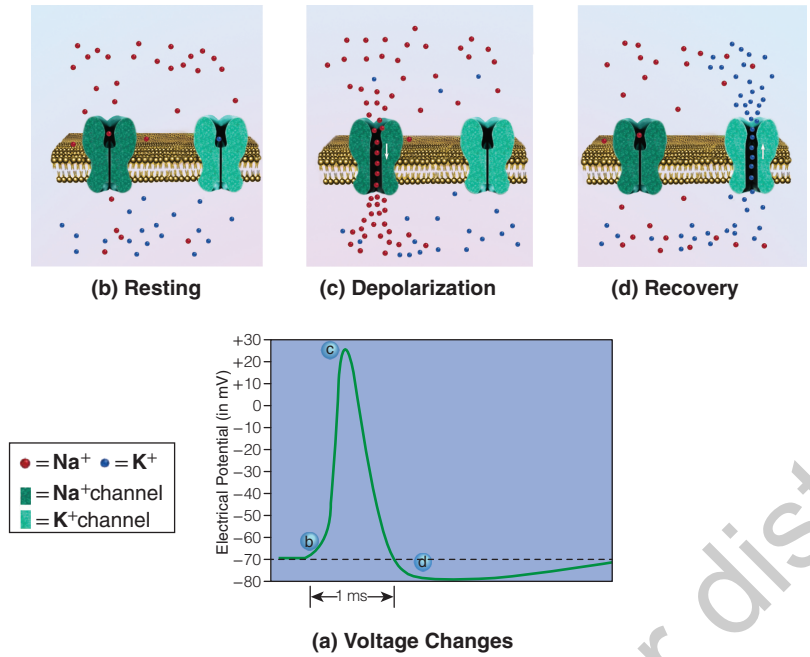 (b) Resting
(c) Depolarization
(d) Recovery
= Na⁺ = K⁺
= Na⁺channel
= K⁺channel
Electrical Potential (in mV)
+30
+20
+10
0
−10
−20
−30
−40
−50
−60
−70
−80
c
b
d
1 ms
(a) Voltage Changes
r dist